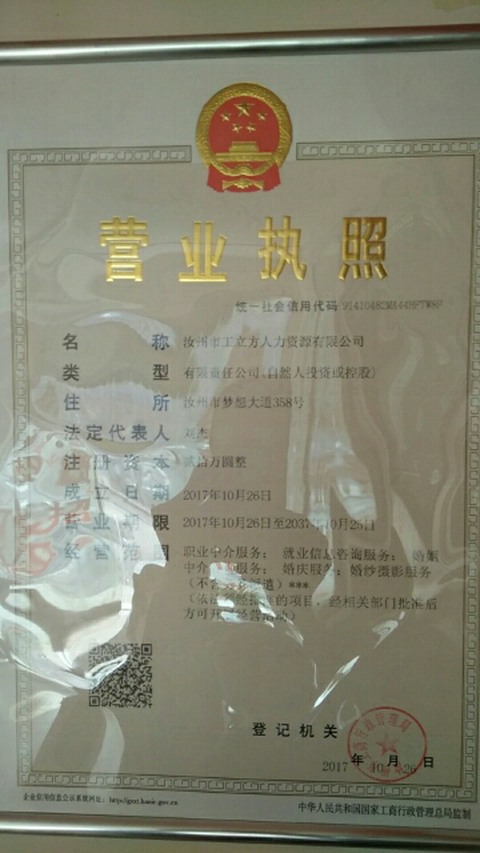 营业执照
统一社会信用代码
名 称 汝州市工立方人力资源有限公司
类 型 有限责任公司(自然人投资或控股)
住 所 汝州市梦想大道358号
法定代表人 刘杰
注册资本 贰拾万圆整
成立日期 2017年10月26日
营业期限 2017年10月26日至2037年10月25日
经营范围 职业中介服务; 就业信息咨询服务; 婚姻
中介 服务; 婚庆服务; 婚纱摄影服务
(不含 派遣) ***
(依法须经批准的项目, 经相关部门批准后
方可开展经营活动)
登记机关
2017 年 10 月 26 日
企业信用信息公示系统网址:
中华人民共和国国家工商行政管理总局监制